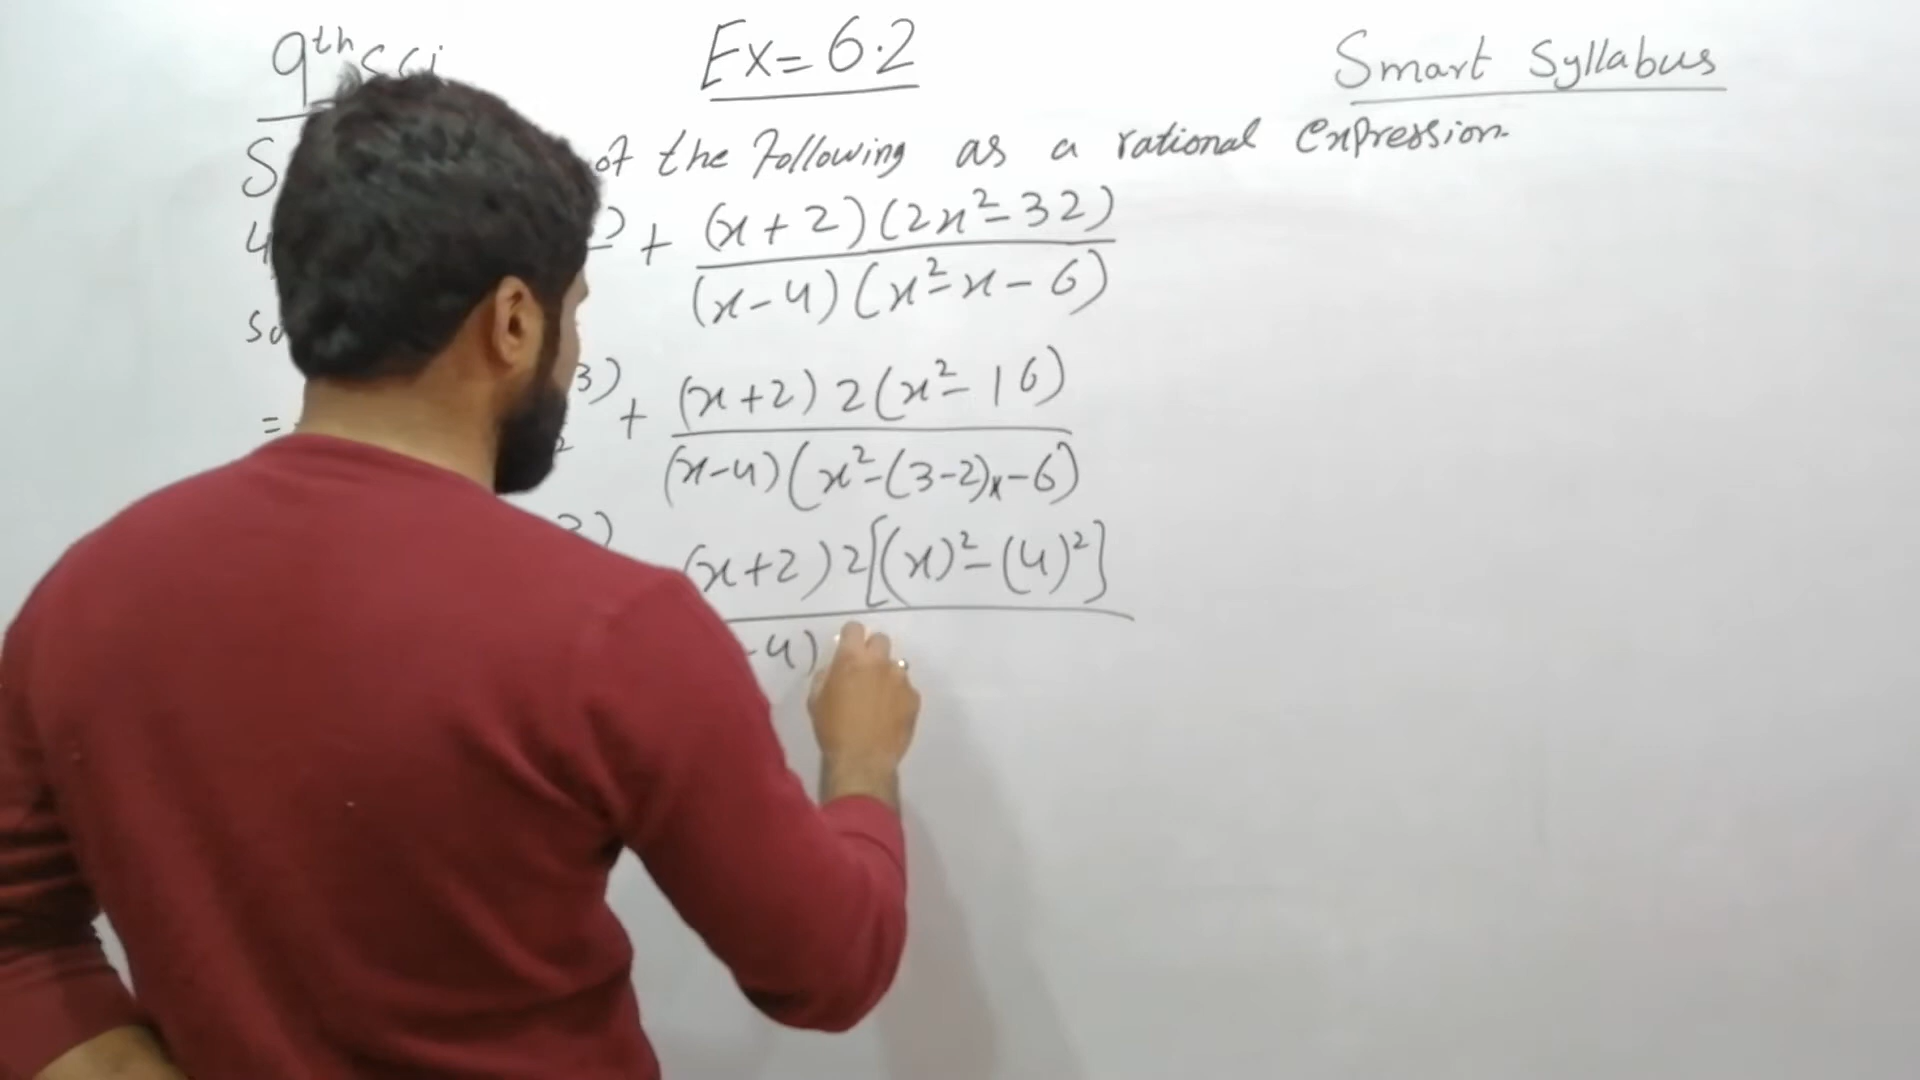 9th Sci Ex=6.2 Smart Syllabus
of the Following as a rational Expression.
+ (x+2)(2x²-32)
(x-4)(x²-x-6)
3) + (x+2)2(x²-16)
= (x-4)(x²-(3-2)x-6)
(x+2)2[(x)²-(4)²]
-4)